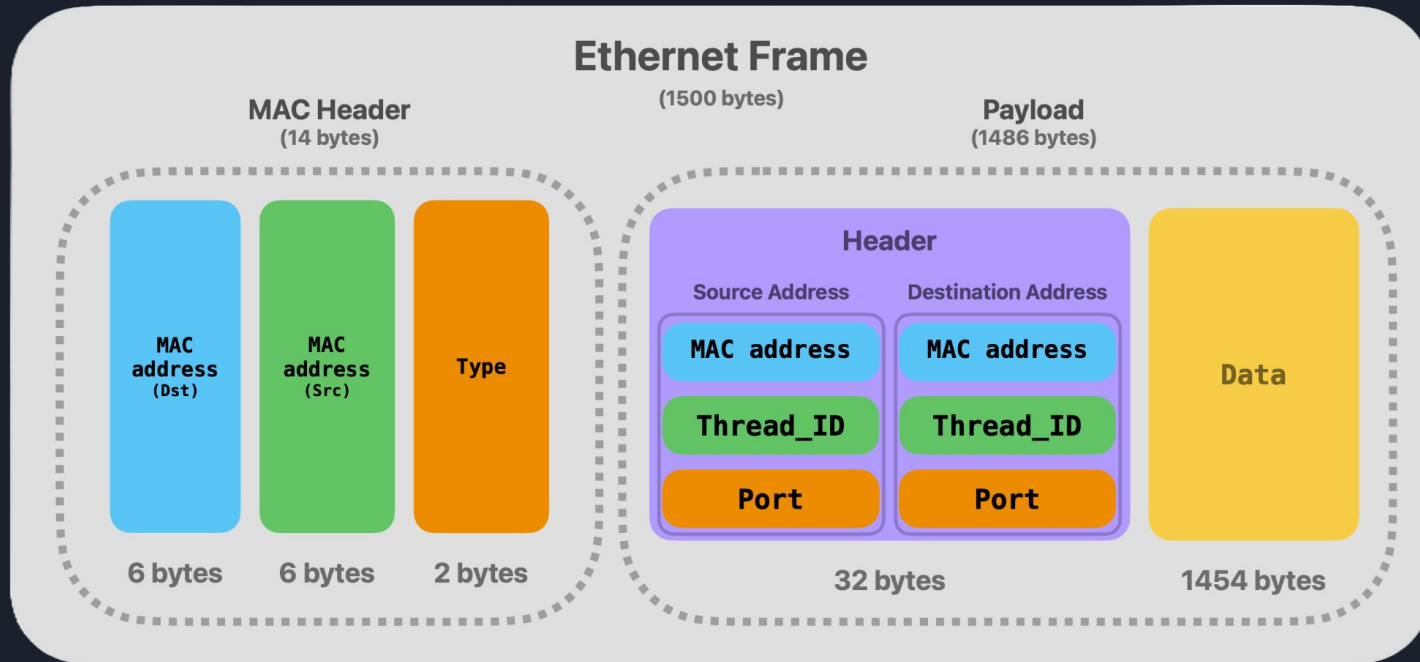 Ethernet Frame
(1500 bytes)
MAC Header
(14 bytes)
MAC
address
(Dst)
MAC
address
(Src)
Type
6 bytes
6 bytes
2 bytes
Payload
(1486 bytes)
Header
Source Address
MAC address
Thread_ID
Port
Destination Address
MAC address
Thread_ID
Port
Data
32 bytes
1454 bytes